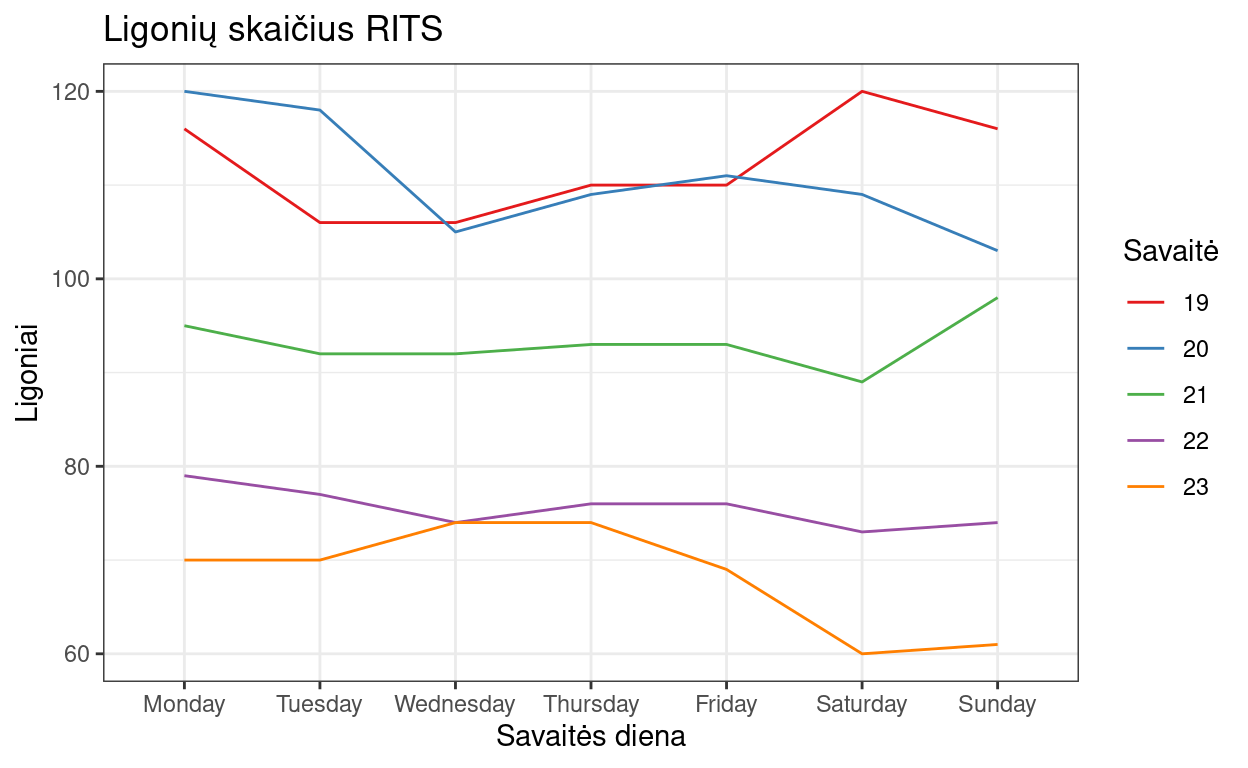 Ligonių skaičius RITS
120
100
80
60
Ligoniai
Monday Tuesday Wednesday Thursday Friday Saturday Sunday
Savaitės diena
Savaitė
19
20
21
22
23